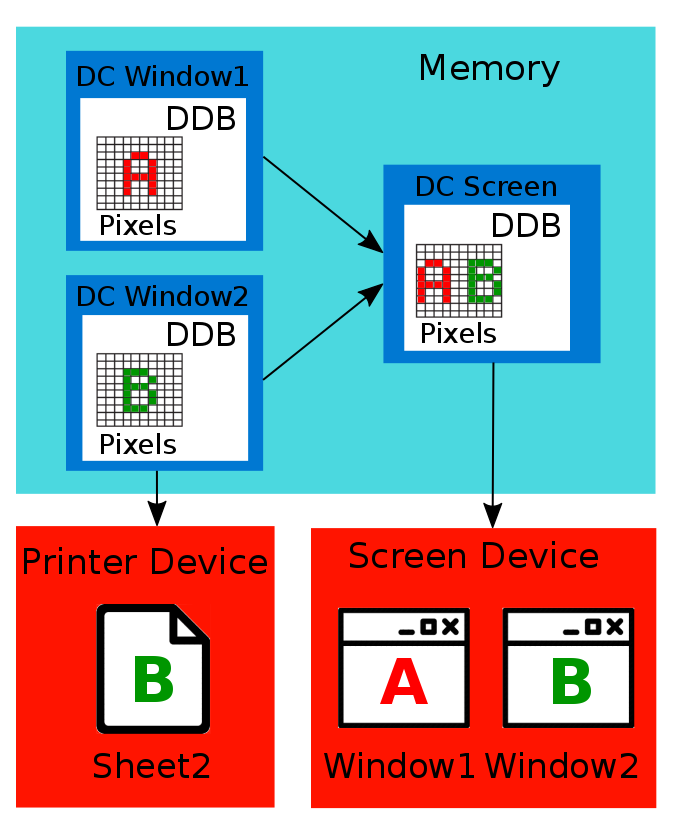 Memory
DC Window1
DDB
A
Pixels
DC Window2
DDB
B
Pixels
DC Screen
DDB
A B
Pixels
Printer Device
B
Sheet2
Screen Device
A B
Window1 Window2